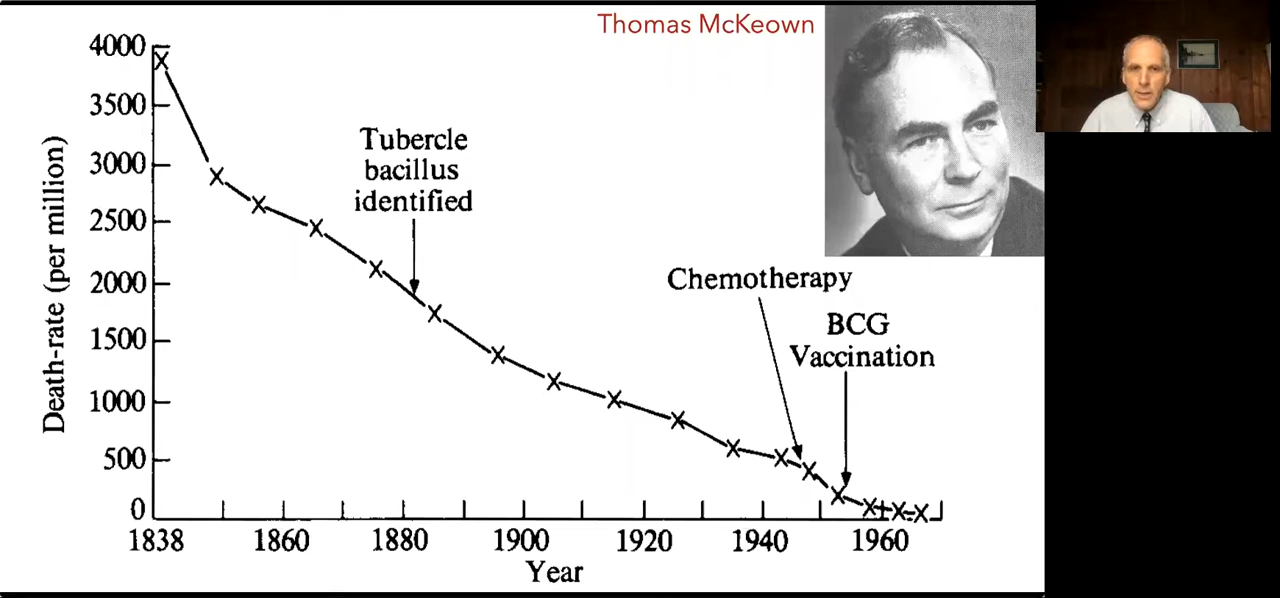 Thomas McKeown
4000
3500
3000
2500
2000
1500
1000
500
0
Death-rate (per million)
Tubercle
bacillus
identified
Chemotherapy
BCG
Vaccination
1838 1860 1880 1900 1920 1940 1960
Year